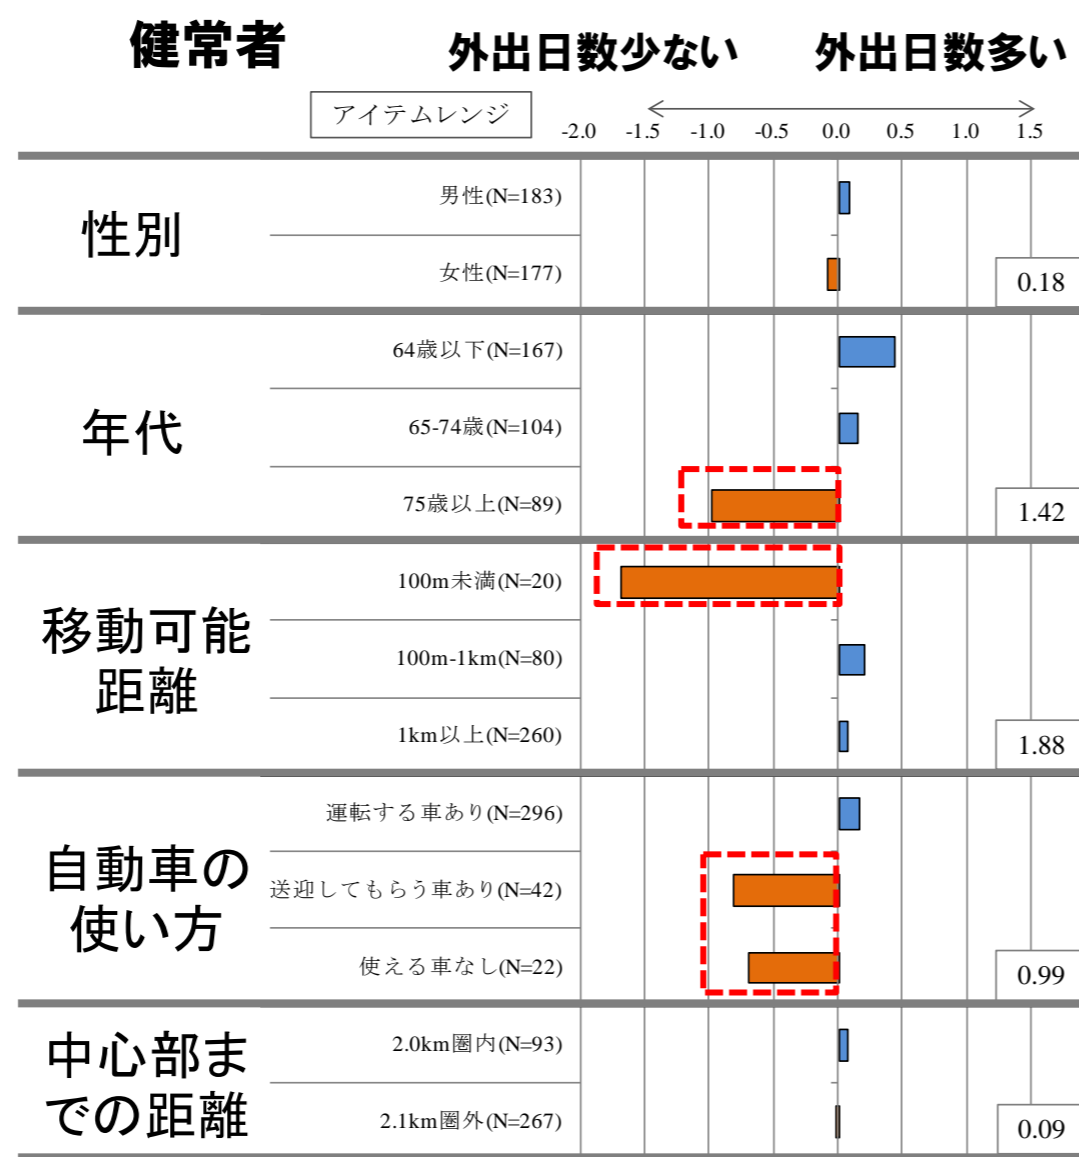 健常者
外出日数少ない 外出日数多い
アイテムレンジ
-2.0 -1.5 -1.0 -0.5 0.0 0.5 1.0 1.5
性別
男性(N=183)
女性(N=177)
0.18
年代
64歳以下(N=167)
65-74歳(N=104)
75歳以上(N=89)
1.42
移動可能
距離
100m未満(N=20)
100m-1km(N=80)
1km以上(N=260)
1.88
自動車の
使い方
運転する車あり(N=296)
送迎してもらう車あり(N=42)
使える車なし(N=22)
0.99
中心部ま
での距離
2.0km圏内(N=93)
2.1km圏外(N=267)
0.09